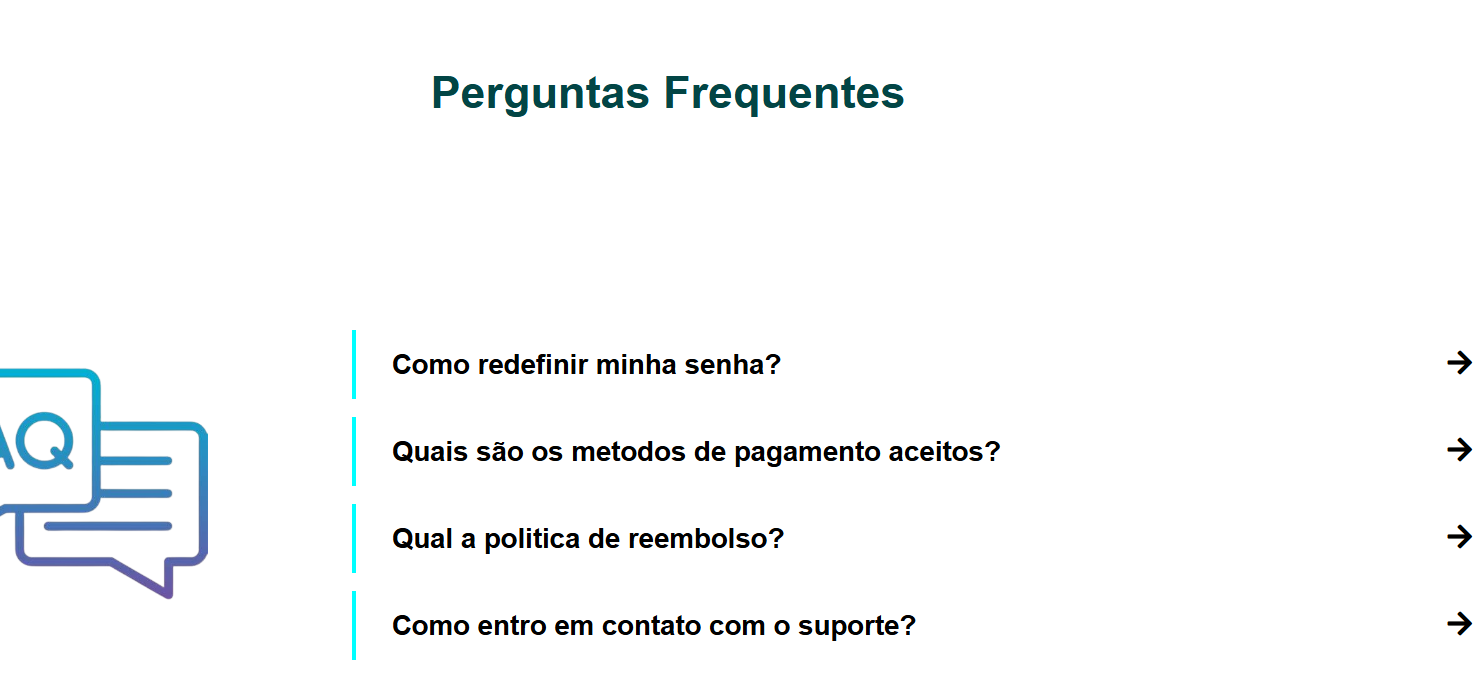 Perguntas Frequentes
AQ
Como redefinir minha senha?
Quais são os metodos de pagamento aceitos?
Qual a politica de reembolso?
Como entro em contato com o suporte?